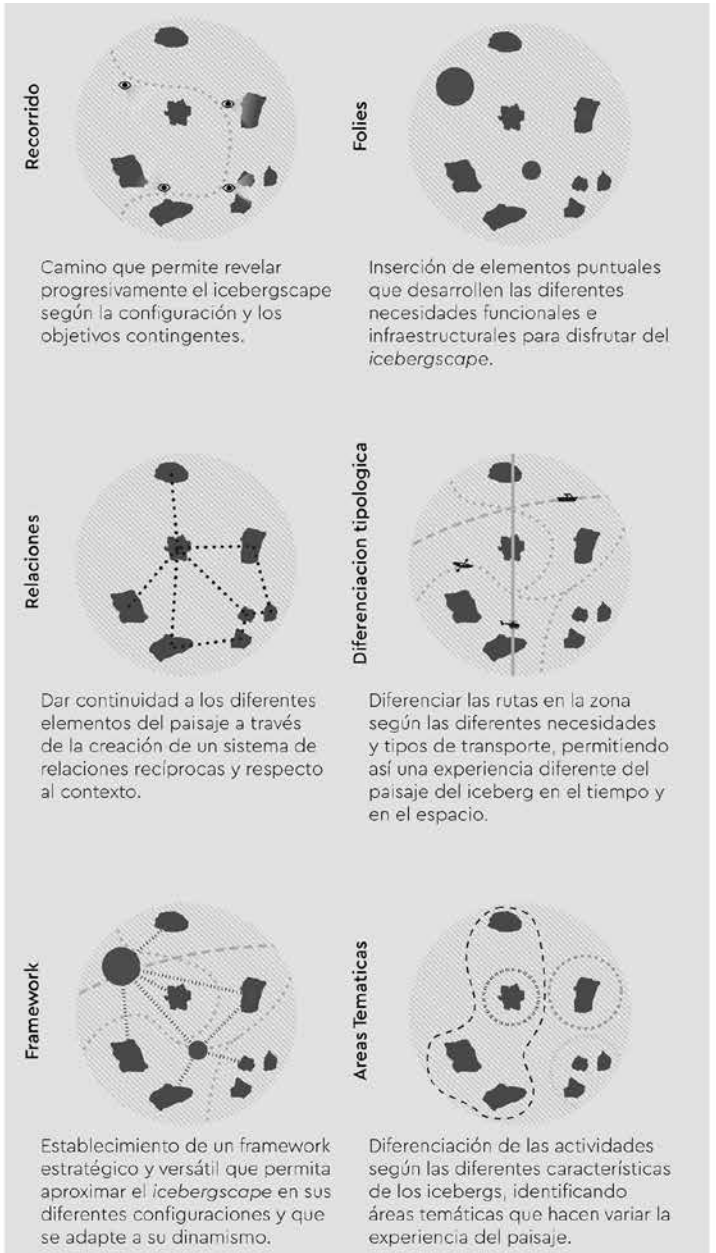 Recorrido
Camino que permite revelar
progresivamente el icebergscape
según la configuración y los
objetivos contingentes.
Folies
Inserción de elementos puntuales
que desarrollen las diferentes
necesidades funcionales e
infraestructurales para disfrutar del
icebergscape.
Relaciones
Dar continuidad a los diferentes
elementos del paisaje a través
de la creación de un sistema de
relaciones recíprocas y respecto
al contexto.
Diferenciacion tipologica
Diferenciar las rutas en la zona
según las diferentes necesidades
y tipos de transporte, permitiendo
así una experiencia diferente del
paisaje del iceberg en el tiempo y
en el espacio.
Framework
Establecimiento de un framework
estratégico y versátil que permita
aproximar el icebergscape en sus
diferentes configuraciones y que
se adapte a su dinamismo.
Areas Tematicas
Diferenciación de las actividades
según las diferentes características
de los icebergs, identificando
áreas temáticas que hacen variar la
experiencia del paisaje.